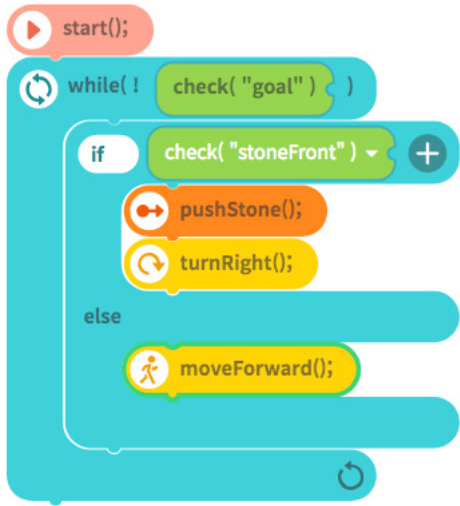 start();
while( ! check( "goal" ) )
if check( "stoneFront" )
pushStone();
turnRight();
else
moveForward();